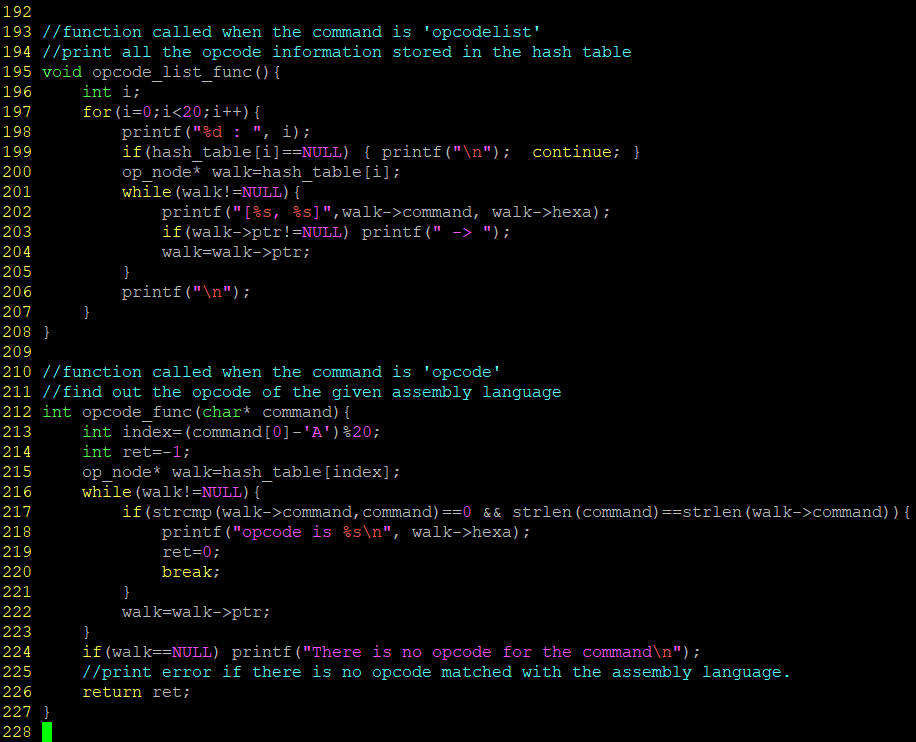 192
193 //function called when the command is 'opcodelist'
194 //print all the opcode information stored in the hash table
195 void opcode_list_func(){
196     int i;
197     for(i=0;i<20;i++){
198         printf("%d : ", i);
199         if(hash_table[i]==NULL) { printf("\n");  continue; }
200         op_node* walk=hash_table[i];
201         while(walk!=NULL){
202             printf("[%s, %s]",walk->command, walk->hexa);
203             if(walk->ptr!=NULL) printf(" -> ");
204             walk=walk->ptr;
205         }
206         printf("\n");
207     }
208 }
209
210 //function called when the command is 'opcode'
211 //find out the opcode of the given assembly language
212 int opcode_func(char* command){
213     int index=(command[0]-'A')%20;
214     int ret=-1;
215     op_node* walk=hash_table[index];
216     while(walk!=NULL){
217         if(strcmp(walk->command,command)==0 && strlen(command)==strlen(walk->command)){
218             printf("opcode is %s\n", walk->hexa);
219             ret=0;
220             break;
221         }
222         walk=walk->ptr;
223     }
224     if(walk==NULL) printf("There is no opcode for the command\n");
225     //print error if there is no opcode matched with the assembly language.
226     return ret;
227 }
228